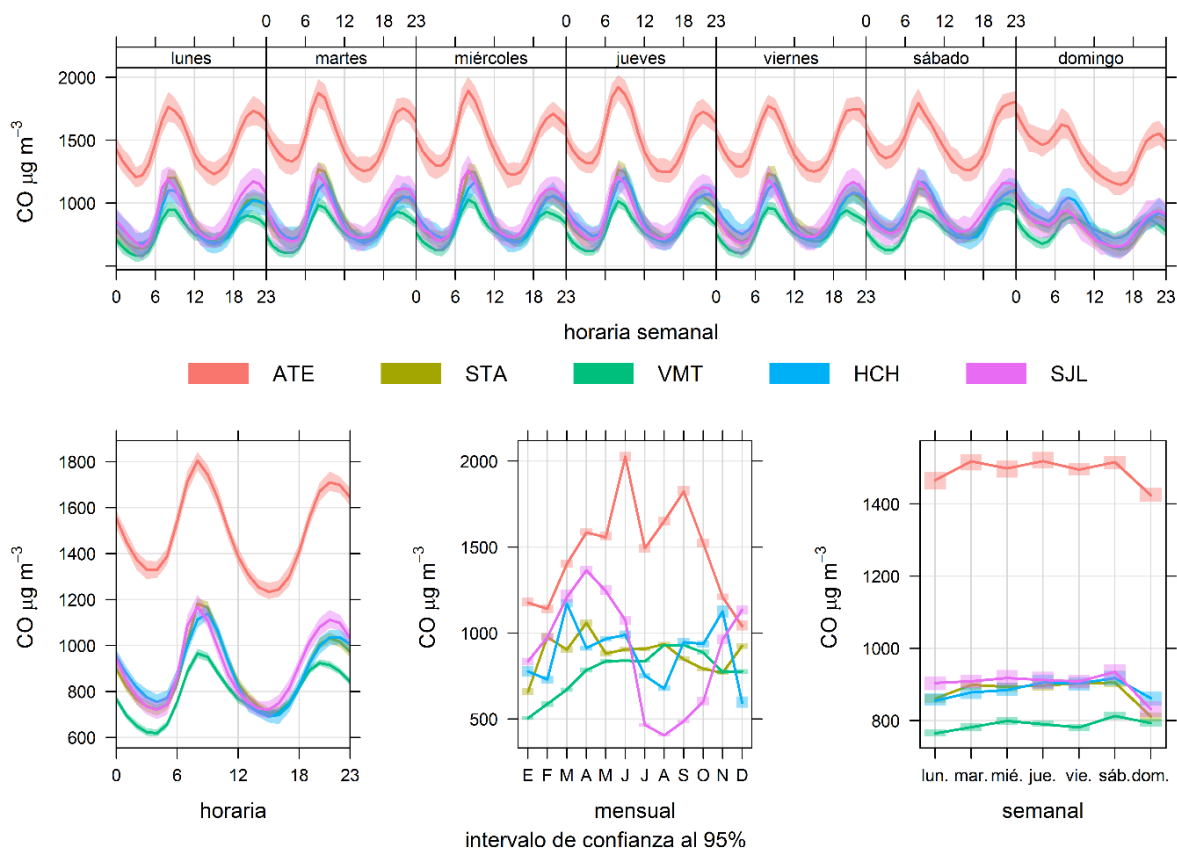 0 6 12 18 23 0 6 12 18 23 0 6 12 18 23
lunes martes miércoles jueves viernes sábado domingo
2000
1500
1000
CO µg m⁻³
0 6 12 18 23 0 6 12 18 23 0 6 12 18 23 0 6 12 18 23
horaria semanal
ATE STA VMT HCH SJL
1800
1600
1400
1200
1000
800
600
CO µg m⁻³
0 6 12 18 23
horaria
2000
1500
1000
500
CO µg m⁻³
E F M A M J J A S O N D
mensual
1400
1200
1000
800
CO µg m⁻³
lun. mar. mié. jue. vie. sáb. dom.
semanal
intervalo de confianza al 95%